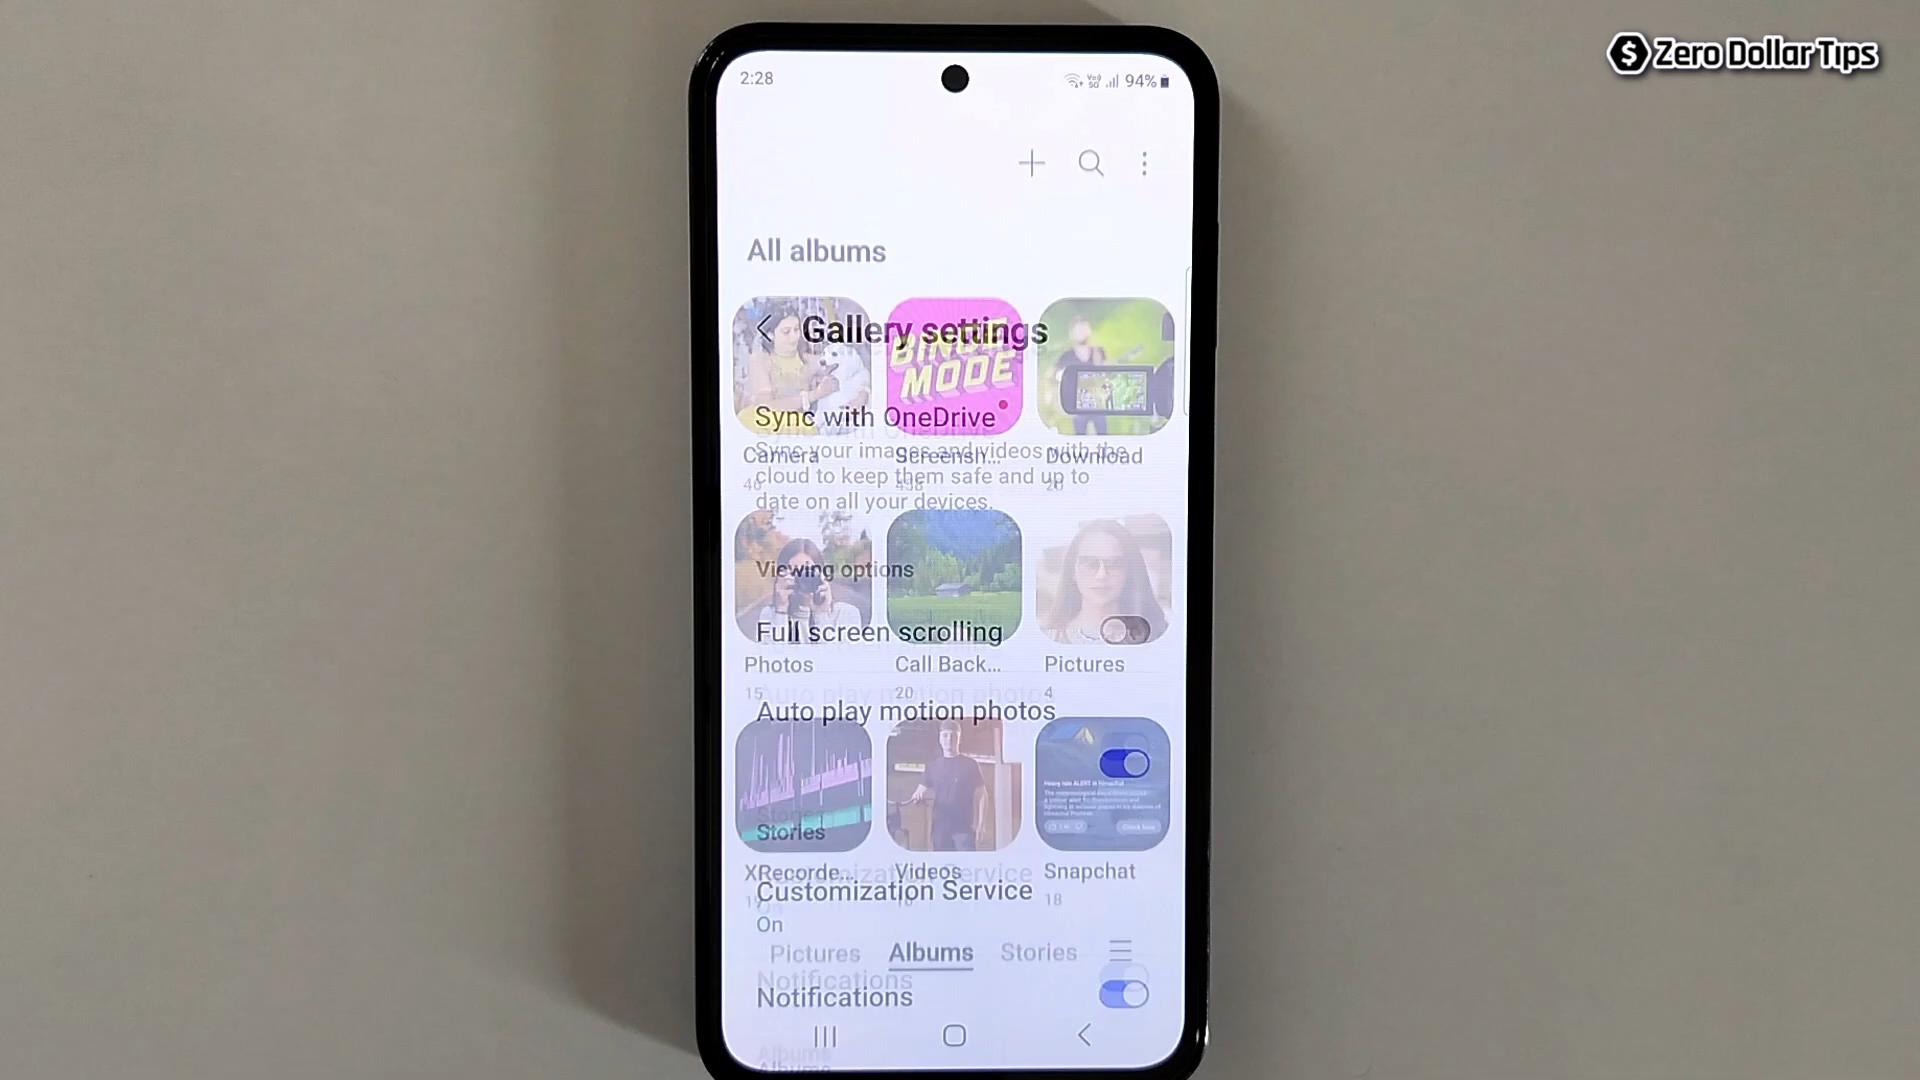 Zero Dollar Tips
2:28
94%
All albums
Gallery settings
BINGE
MODE
Sync with OneDrive
Camera
Screensh...
Download
Sync your images and videos with the
cloud to keep them safe and up to
date on all your devices.
Viewing options
Full screen scrolling
Photos
Call Back...
Pictures
15
20
4
Auto play motion photos
Stories
XRecorde...
Videos
Snapchat
Customization Service
18
On
Pictures
Albums
Stories
Notifications
Albums